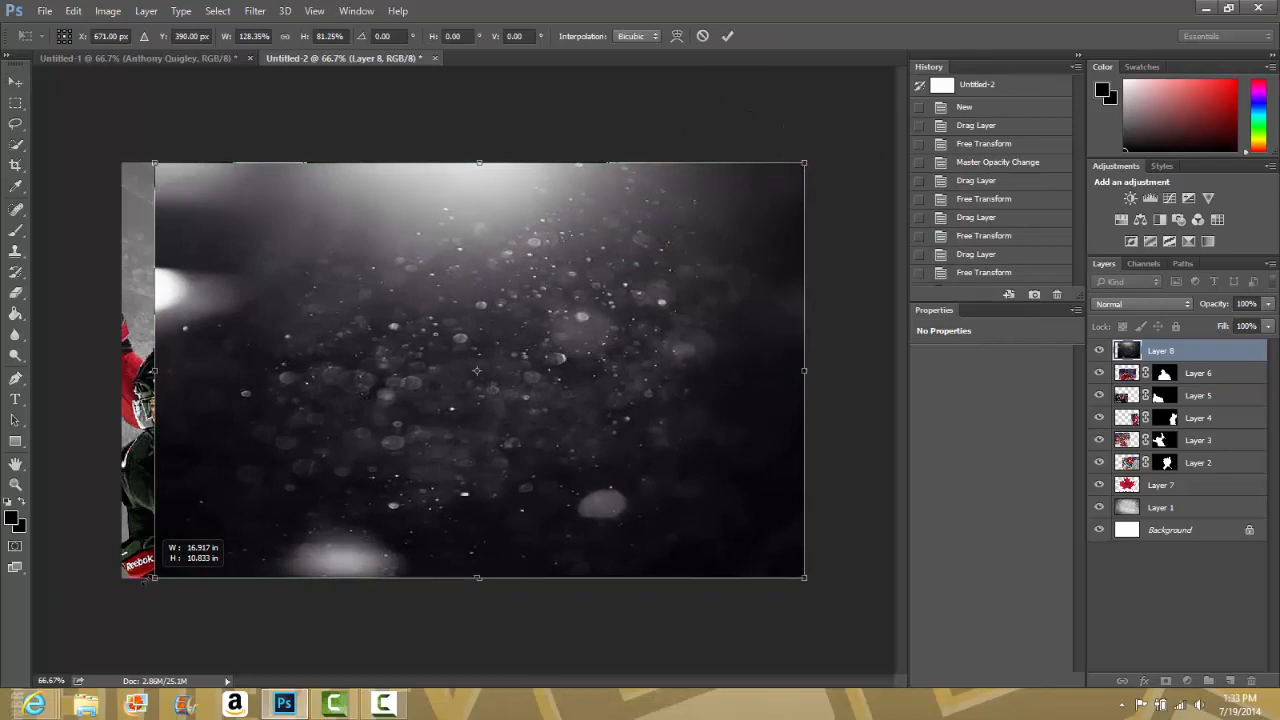 Ps File Edit Image Layer Type Select Filter 3D View Window Help
X: 671.00 px Y: 390.00 px W: 128.35% H: 81.25% 0.00 ° H: 0.00 ° V: 0.00 ° Interpolation: Bicubic Essentials
Untitled-1 @ 66.7% (Anthony Quigley, RGB/8) * × Untitled-2 @ 66.7% (Layer 8, RGB/8) * ×
History
Untitled-2
New
Drag Layer
Free Transform
Master Opacity Change
Drag Layer
Free Transform
Drag Layer
Free Transform
Drag Layer
Free Transform
Properties
No Properties
Color Swatches
Adjustments Styles
Add an adjustment
Layers Channels Paths
Kind
Normal Opacity: 100%
Lock: Fill: 100%
Layer 8
Layer 6
Layer 5
Layer 4
Layer 3
Layer 2
Layer 7
Layer 1
Background
W: 16.917 in
H: 10.833 in
Reebok
66.67% Doc: 2.86M/25.1M
1:33 PM
7/19/2014